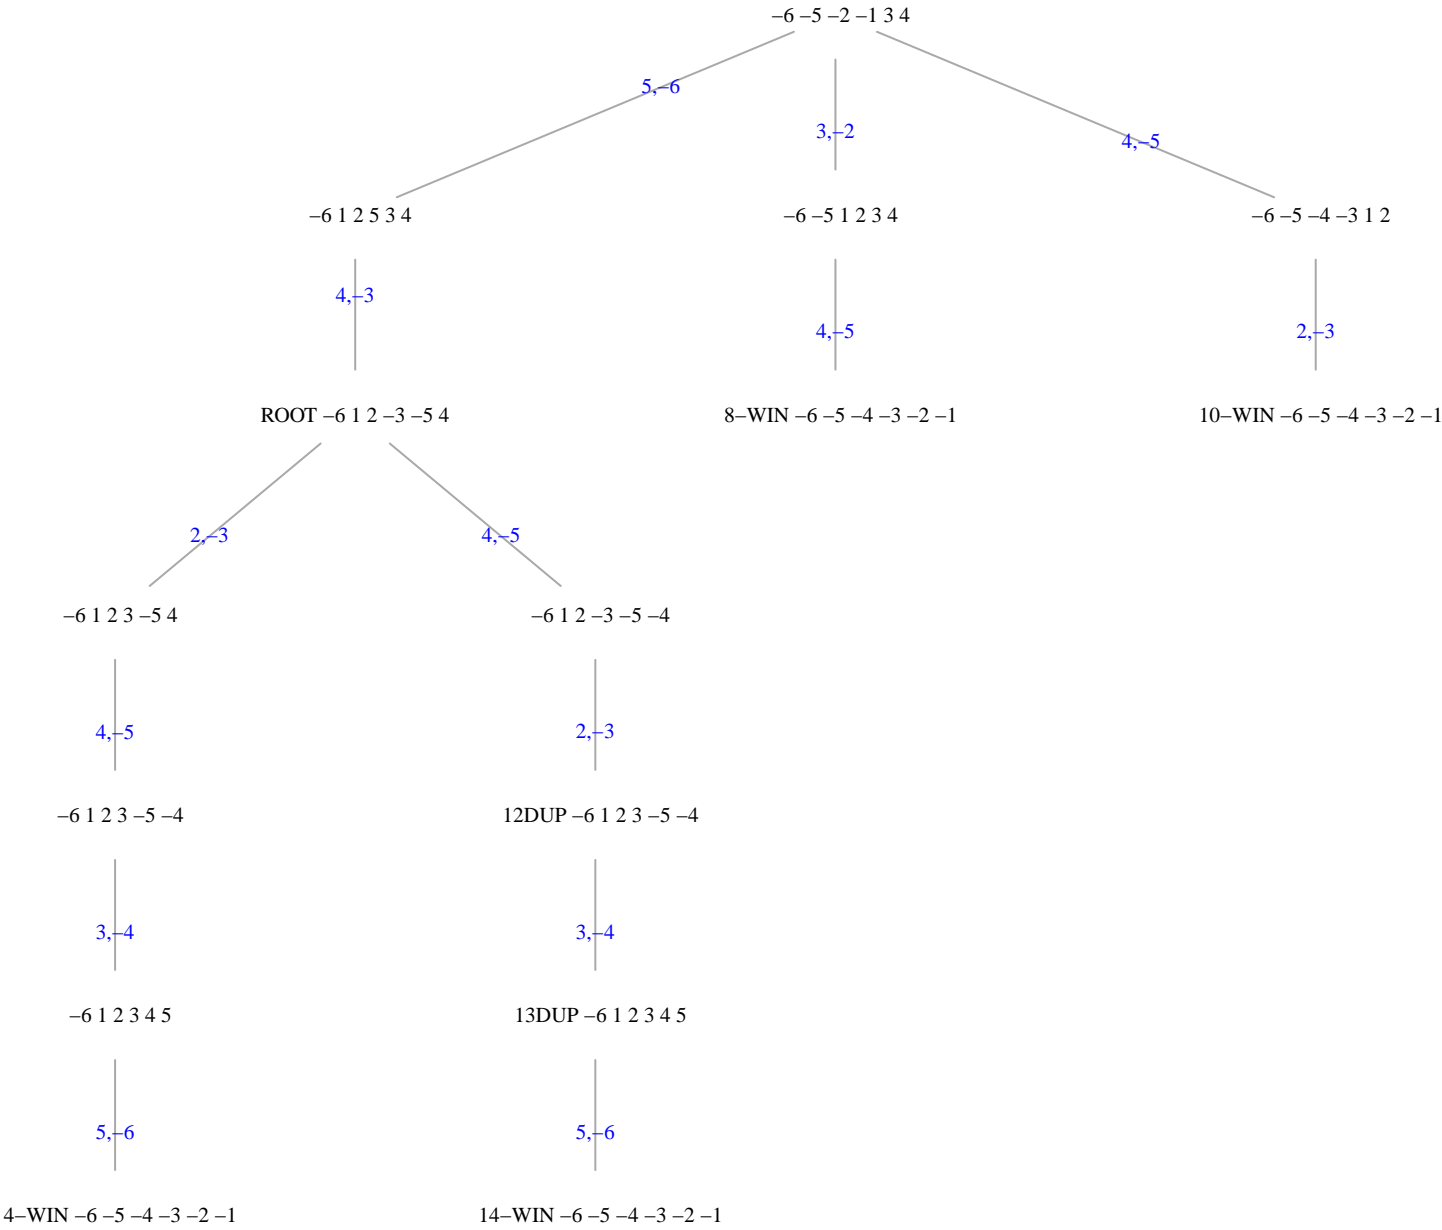 –6 –5 –2 –1 3 4
5,–6
3,–2
4,–5
–6 1 2 5 3 4
–6 –5 1 2 3 4
–6 –5 –4 –3 1 2
4,–3
4,–5
2,–3
ROOT –6 1 2 –3 –5 4
8–WIN –6 –5 –4 –3 –2 –1
10–WIN –6 –5 –4 –3 –2 –1
2,–3
4,–5
–6 1 2 3 –5 4
–6 1 2 –3 –5 –4
4,–5
2,–3
–6 1 2 3 –5 –4
12DUP –6 1 2 3 –5 –4
3,–4
3,–4
–6 1 2 3 4 5
13DUP –6 1 2 3 4 5
5,–6
5,–6
4–WIN –6 –5 –4 –3 –2 –1
14–WIN –6 –5 –4 –3 –2 –1